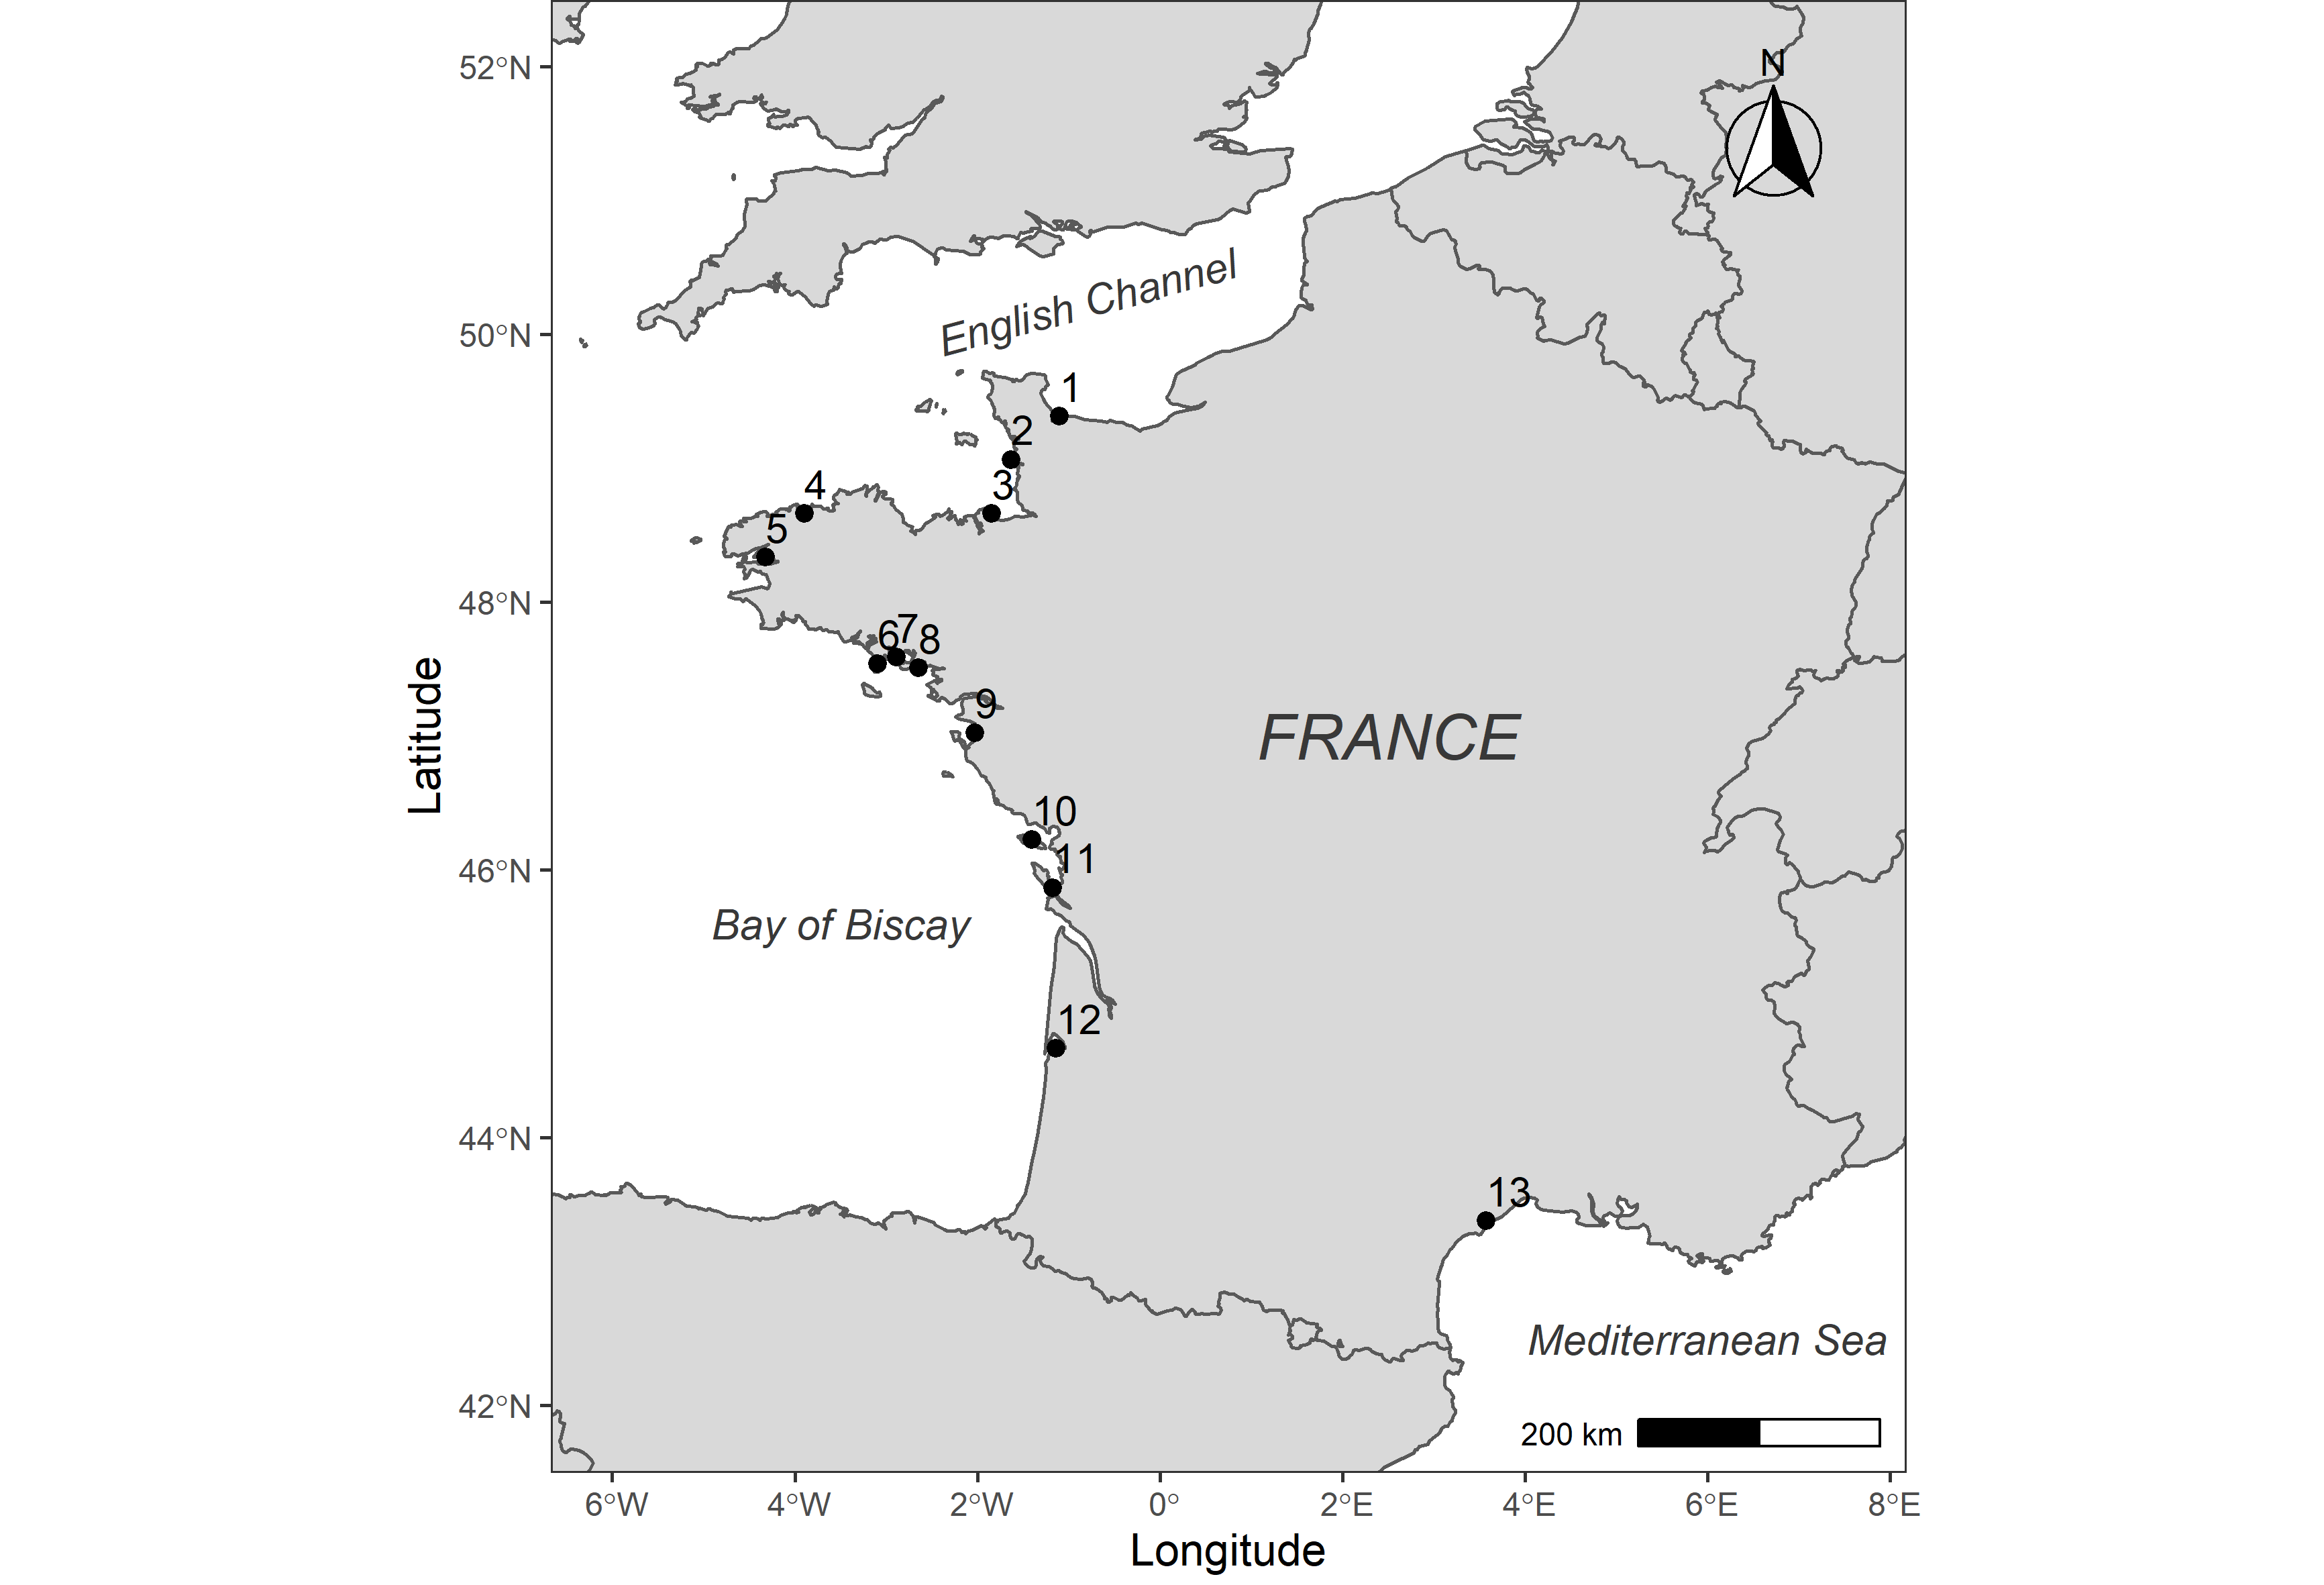 52°N
N
English Channel
50°N
1
2
3
4
5
48°N
6
7
8
9
FRANCE
Latitude
10
11
46°N
Bay of Biscay
12
44°N
13
Mediterranean Sea
42°N
200 km
6°W
4°W
2°W
0°
2°E
4°E
6°E
8°E
Longitude